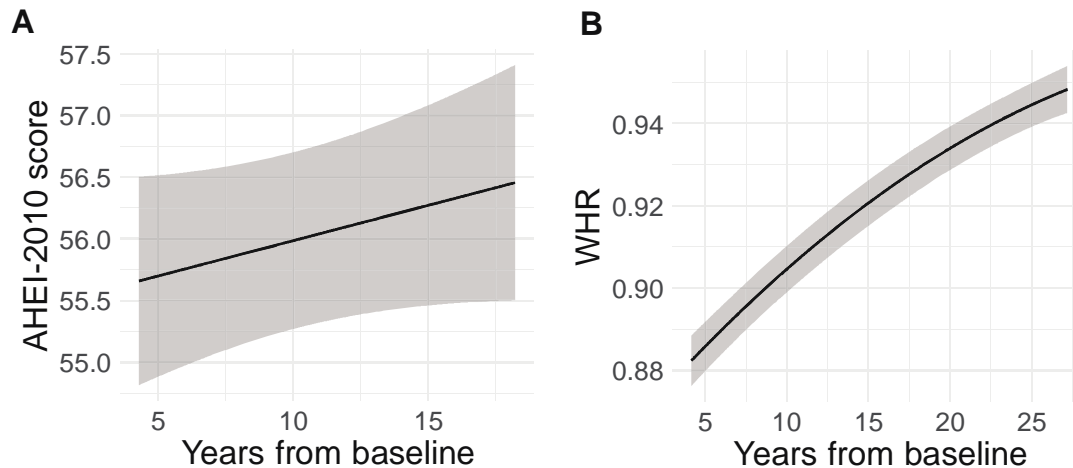 A
AHEI-2010 score
57.5
57.0
56.5
56.0
55.5
55.0
5 10 15
Years from baseline
B
WHR
0.94
0.92
0.90
0.88
5 10 15 20 25
Years from baseline